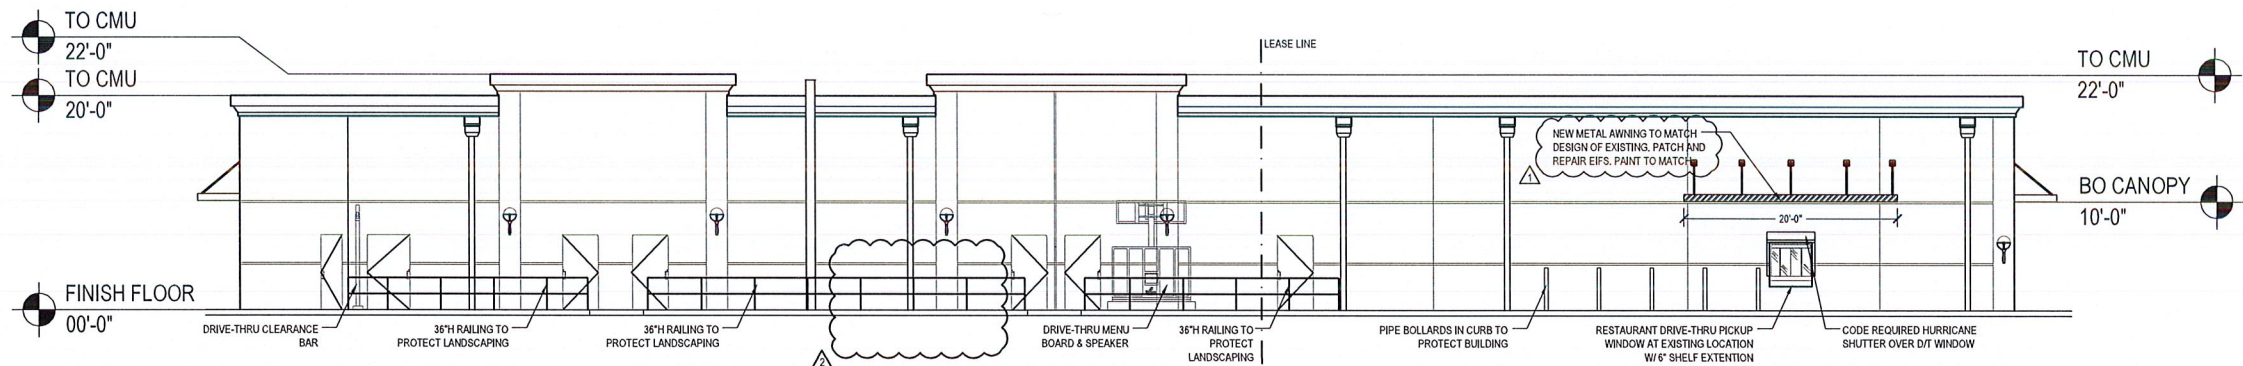 TO CMU
22'-0"
TO CMU
20'-0"
LEASE LINE
TO CMU
22'-0"
NEW METAL AWNING TO MATCH
DESIGN OF EXISTING. PATCH AND
REPAIR EIFS. PAINT TO MATCH
1
BO CANOPY
10'-0"
20'-0"
FINISH FLOOR
00'-0"
DRIVE-THRU CLEARANCE
BAR
36"H RAILING TO
PROTECT LANDSCAPING
36"H RAILING TO
PROTECT LANDSCAPING
2
DRIVE-THRU MENU
BOARD & SPEAKER
36"H RAILING TO
PROTECT
LANDSCAPING
PIPE BOLLARDS IN CURB TO
PROTECT BUILDING
RESTAURANT DRIVE-THRU PICKUP
WINDOW AT EXISTING LOCATION
W/ 6" SHELF EXTENTION
CODE REQUIRED HURRICANE
SHUTTER OVER D/T WINDOW